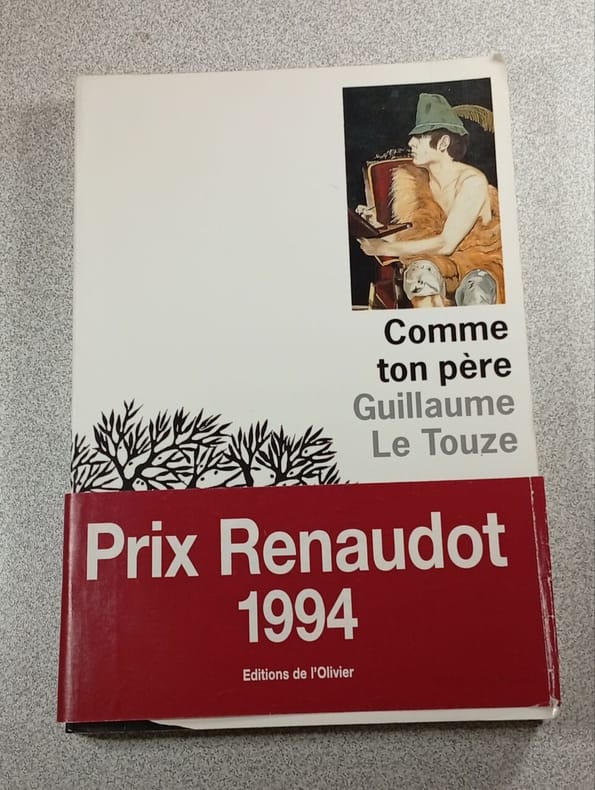 Comme
ton père
Guillaume
Le Touze
Prix Renaudot
1994
Editions de l'Olivier